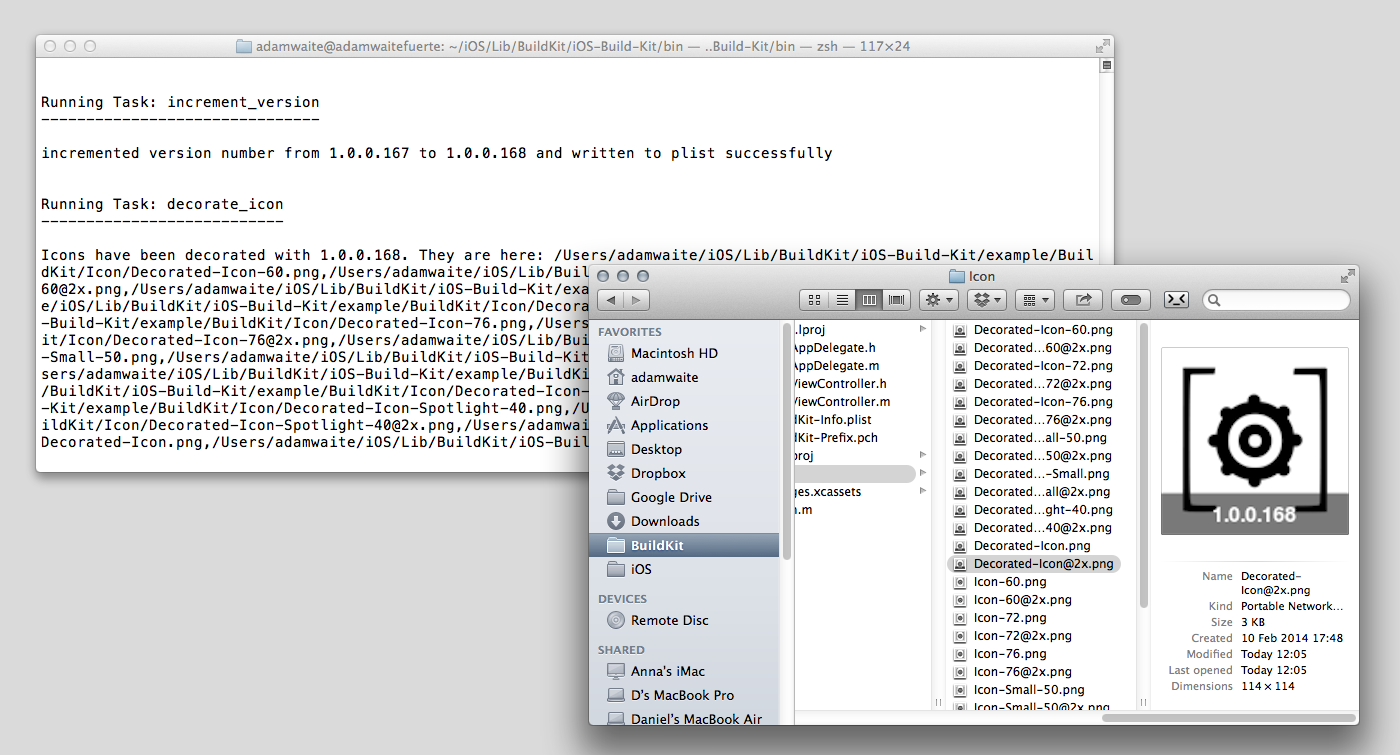 adamwaite@adamwaitefuerte: ~/iOS/Lib/BuildKit/iOS-Build-Kit/bin — ..Build-Kit/bin — zsh — 117×24
Running Task: increment_version
-------------------------------
incremented version number from 1.0.0.167 to 1.0.0.168 and written to plist successfully
Running Task: decorate_icon
---------------------------
Icons have been decorated with 1.0.0.168. They are here: /Users/adamwaite/iOS/Lib/BuildKit/iOS-Build-Kit/example/Buil
dKit/Icon/Decorated-Icon-60.png,/Users/adamwaite/iOS/Lib/Buil
60@2x.png,/Users/adamwaite/iOS/Lib/BuildKit/iOS-Build-Kit/exa
e/iOS/Lib/BuildKit/iOS-Build-Kit/example/BuildKit/Icon/Decora
-Build-Kit/example/BuildKit/Icon/Decorated-Icon-76.png,/Users
it/Icon/Decorated-Icon-76@2x.png,/Users/adamwaite/iOS/Lib/Bui
-Small-50.png,/Users/adamwaite/iOS/Lib/BuildKit/iOS-Build-Kit
sers/adamwaite/iOS/Lib/BuildKit/iOS-Build-Kit/example/BuildKi
/BuildKit/iOS-Build-Kit/example/BuildKit/Icon/Decorated-Icon-
-Kit/example/BuildKit/Icon/Decorated-Icon-Spotlight-40.png,/U
ildKit/Icon/Decorated-Icon-Spotlight-40@2x.png,/Users/adamwai
Decorated-Icon.png,/Users/adamwaite/iOS/Lib/BuildKit/iOS-Buil
Icon
FAVORITES
Macintosh HD
adamwaite
AirDrop
Applications
Desktop
Dropbox
Google Drive
Downloads
BuildKit
iOS
DEVICES
Remote Disc
SHARED
Anna's iMac
D's MacBook Pro
Daniel's MacBook Air
.lproj
AppDelegate.h
AppDelegate.m
ViewController.h
ViewController.m
dKit-Info.plist
dKit-Prefix.pch
proj
ges.xcassets
n.m
Decorated-Icon-60.png
Decorated...60@2x.png
Decorated-Icon-72.png
Decorated...72@2x.png
Decorated-Icon-76.png
Decorated...76@2x.png
Decorated...all-50.png
Decorated...50@2x.png
Decorated...-Small.png
Decorated...all@2x.png
Decorated...ght-40.png
Decorated...40@2x.png
Decorated-Icon.png
Decorated-Icon@2x.png
Icon-60.png
Icon-60@2x.png
Icon-72.png
Icon-72@2x.png
Icon-76.png
Icon-76@2x.png
Icon-Small-50.png
Icon-Small-50@2x.png
1.0.0.168
Name Decorated-
Icon@2x.png
Kind Portable Network...
Size 3 KB
Created 10 Feb 2014 17:48
Modified Today 12:05
Last opened Today 12:05
Dimensions 114 × 114